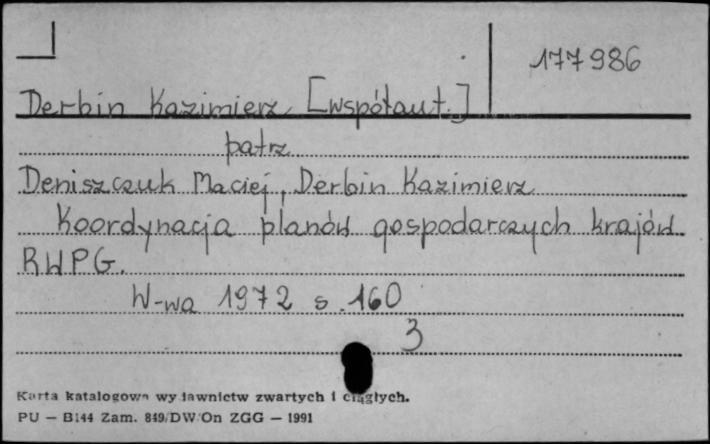 177986
Derbin Kazimierz [współaut.]
patrz
Deniszczuk Maciej, Derbin Kazimierz
Koordynacja planów gospodarczych krajów
RWPG.
W-wa 1972 s. 160
3
Karta katalogowa wydawnictw zwartych i ciągłych.
PU — B144 Zam. 849/DW/On ZGG — 1991